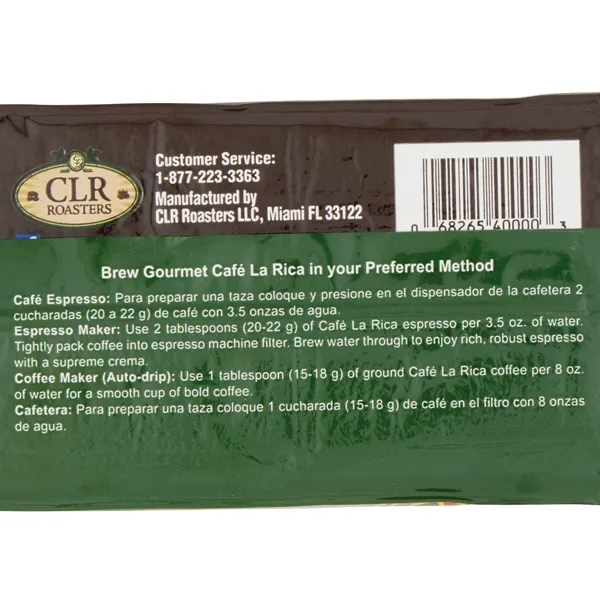 CLR
ROASTERS
Customer Service:
1-877-223-3363
Manufactured by
CLR Roasters LLC, Miami FL 33122
0 68265 40000 3
Brew Gourmet Café La Rica in your Preferred Method
Café Espresso: Para preparar una taza coloque y presione en el dispensador de la cafetera 2
cucharadas (20 a 22 g) de café con 3.5 onzas de agua.
Espresso Maker: Use 2 tablespoons (20-22 g) of Café La Rica espresso per 3.5 oz. of water.
Tightly pack coffee into espresso machine filter. Brew water through to enjoy rich, robust espresso
with a supreme crema.
Coffee Maker (Auto-drip): Use 1 tablespoon (15-18 g) of ground Café La Rica coffee per 8 oz.
of water for a smooth cup of bold coffee.
Cafetera: Para preparar una taza coloque 1 cucharada (15-18 g) de café en el filtro con 8 onzas
de agua.